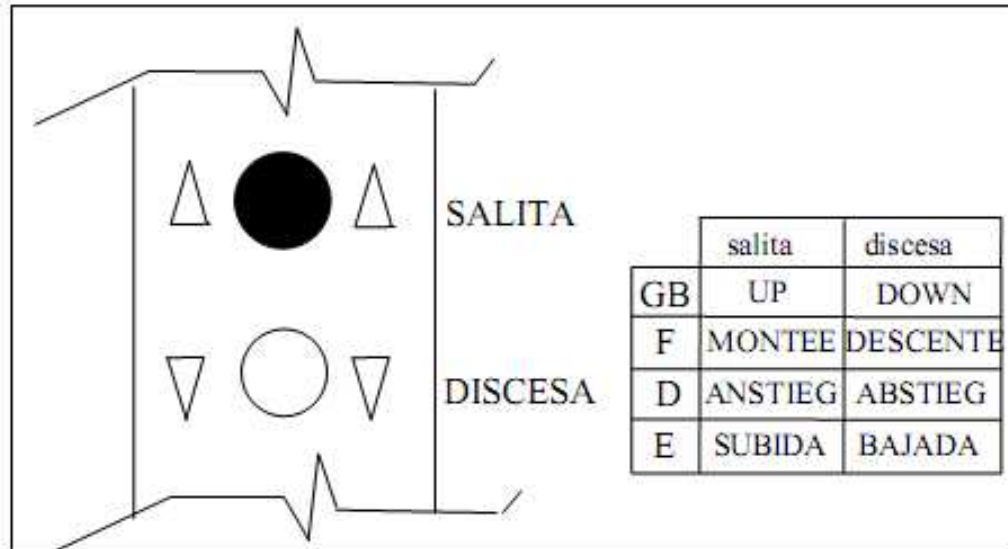 SALITA
DISCESA
salita discesa
GB UP DOWN
F MONTEE DESCENTE
D ANSTIEG ABSTIEG
E SUBIDA BAJADA